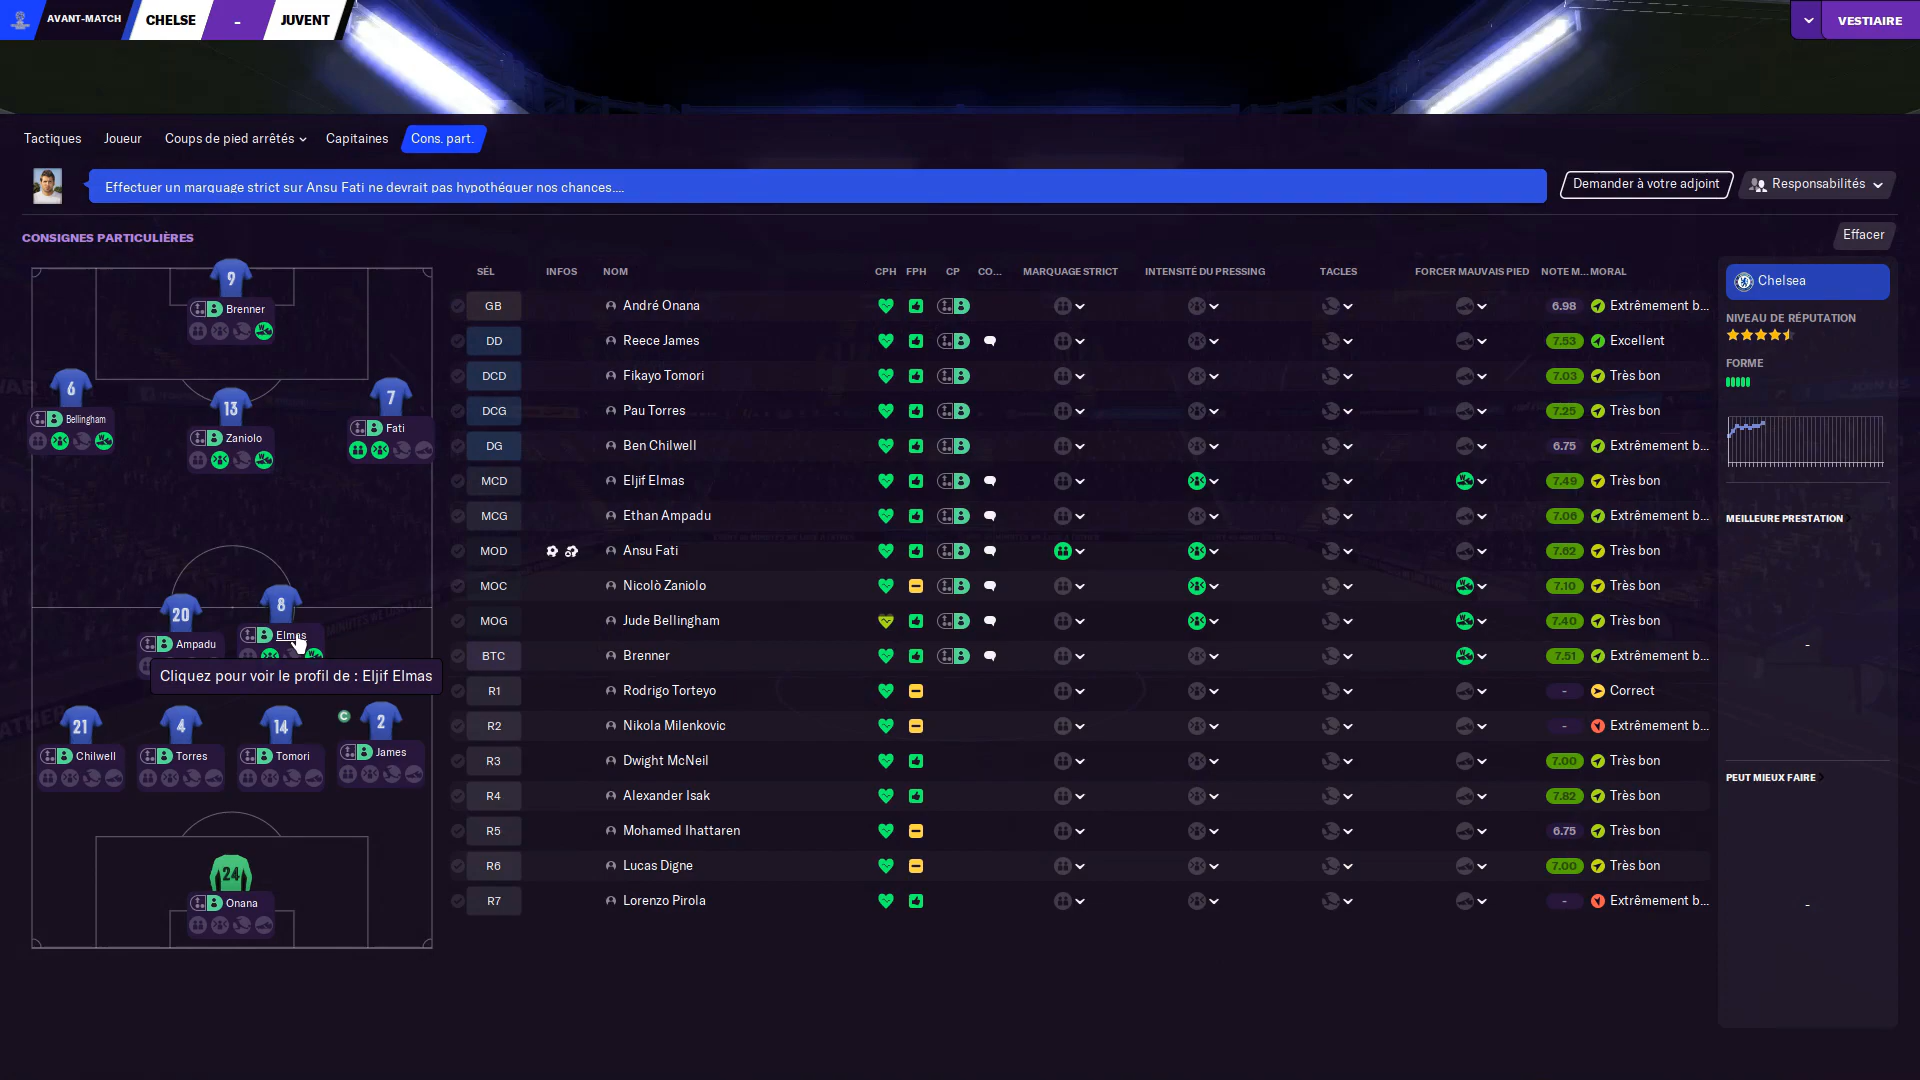 AVANT-MATCH
CHELSE
-
JUVENT
VESTIAIRE
Tactiques
Joueur
Coups de pied arrêtés
Capitaines
Cons. part.
Effectuer un marquage strict sur Ansu Fati ne devrait pas hypothéquer nos chances....
Demander à votre adjoint
Responsabilités
CONSIGNES PARTICULIÈRES
Effacer
9
Brenner
6
Bellingham
13
Zaniolo
7
Fati
20
Ampadu
8
Elmas
Cliquez pour voir le profil de : Eljif Elmas
21
Chilwell
4
Torres
14
Tomori
C
2
James
24
Onana
SÉL INFOS NOM CPH FPH CP CO... MARQUAGE STRICT INTENSITÉ DU PRESSING TACLES FORCER MAUVAIS PIED NOTE M... MORAL
GB André Onana 6.98 Extrêmement b...
DD Reece James 7.53 Excellent
DCD Fikayo Tomori 7.03 Très bon
DCG Pau Torres 7.25 Très bon
DG Ben Chilwell 6.75 Extrêmement b...
MCD Eljif Elmas 7.49 Très bon
MCG Ethan Ampadu 7.06 Extrêmement b...
MOD Ansu Fati 7.62 Très bon
MOC Nicolò Zaniolo 7.10 Très bon
MOG Jude Bellingham 7.40 Très bon
BTC Brenner 7.51 Extrêmement b...
R1 Rodrigo Torteyo - Correct
R2 Nikola Milenkovic - Extrêmement b...
R3 Dwight McNeil 7.00 Très bon
R4 Alexander Isak 7.82 Très bon
R5 Mohamed Ihattaren 6.75 Très bon
R6 Lucas Digne 7.00 Très bon
R7 Lorenzo Pirola - Extrêmement b...
Chelsea
NIVEAU DE RÉPUTATION
FORME
MEILLEURE PRESTATION
-
PEUT MIEUX FAIRE
-